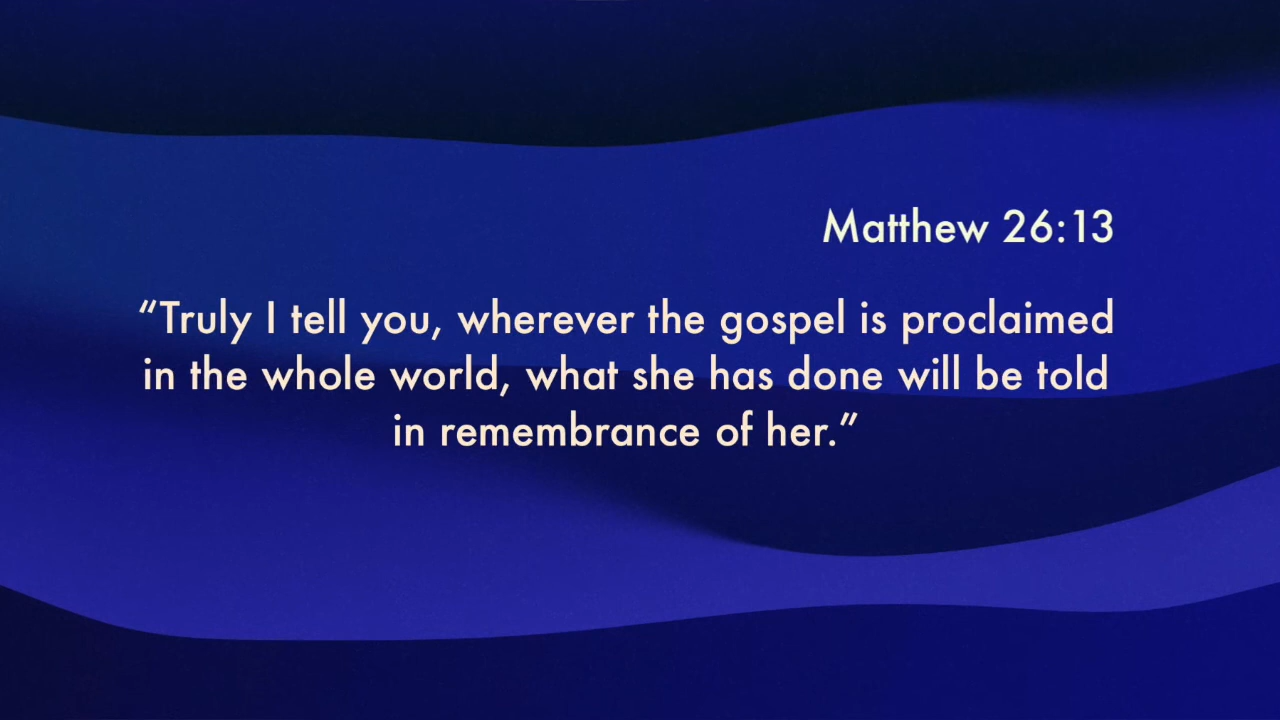 Matthew 26:13
“Truly I tell you, wherever the gospel is proclaimed
in the whole world, what she has done will be told
in remembrance of her.”